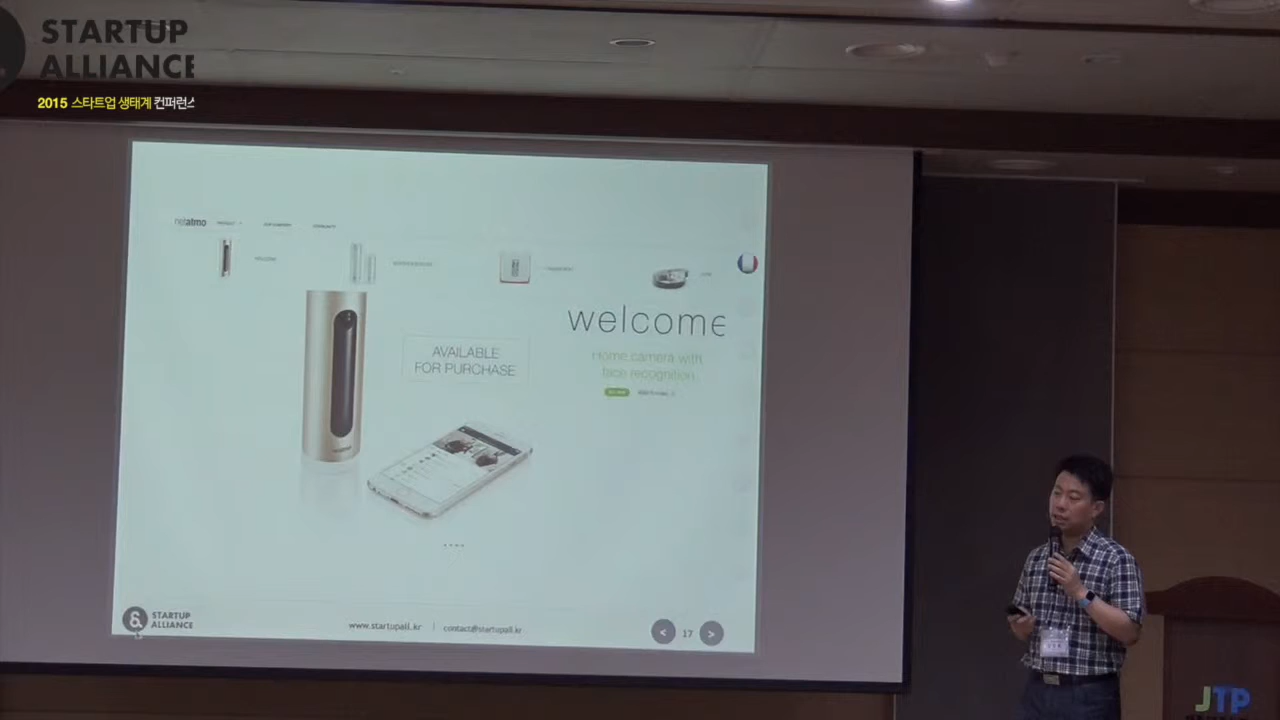 STARTUP
ALLIANCE
2015 스타트업 생태계 컨퍼런스
netatmo
WELCOME
AVAILABLE
FOR PURCHASE
welcome
Home camera with
face recognition
STARTUP
ALLIANCE
www.startupall.kr | contact@startupall.kr
< 17 >
JTP